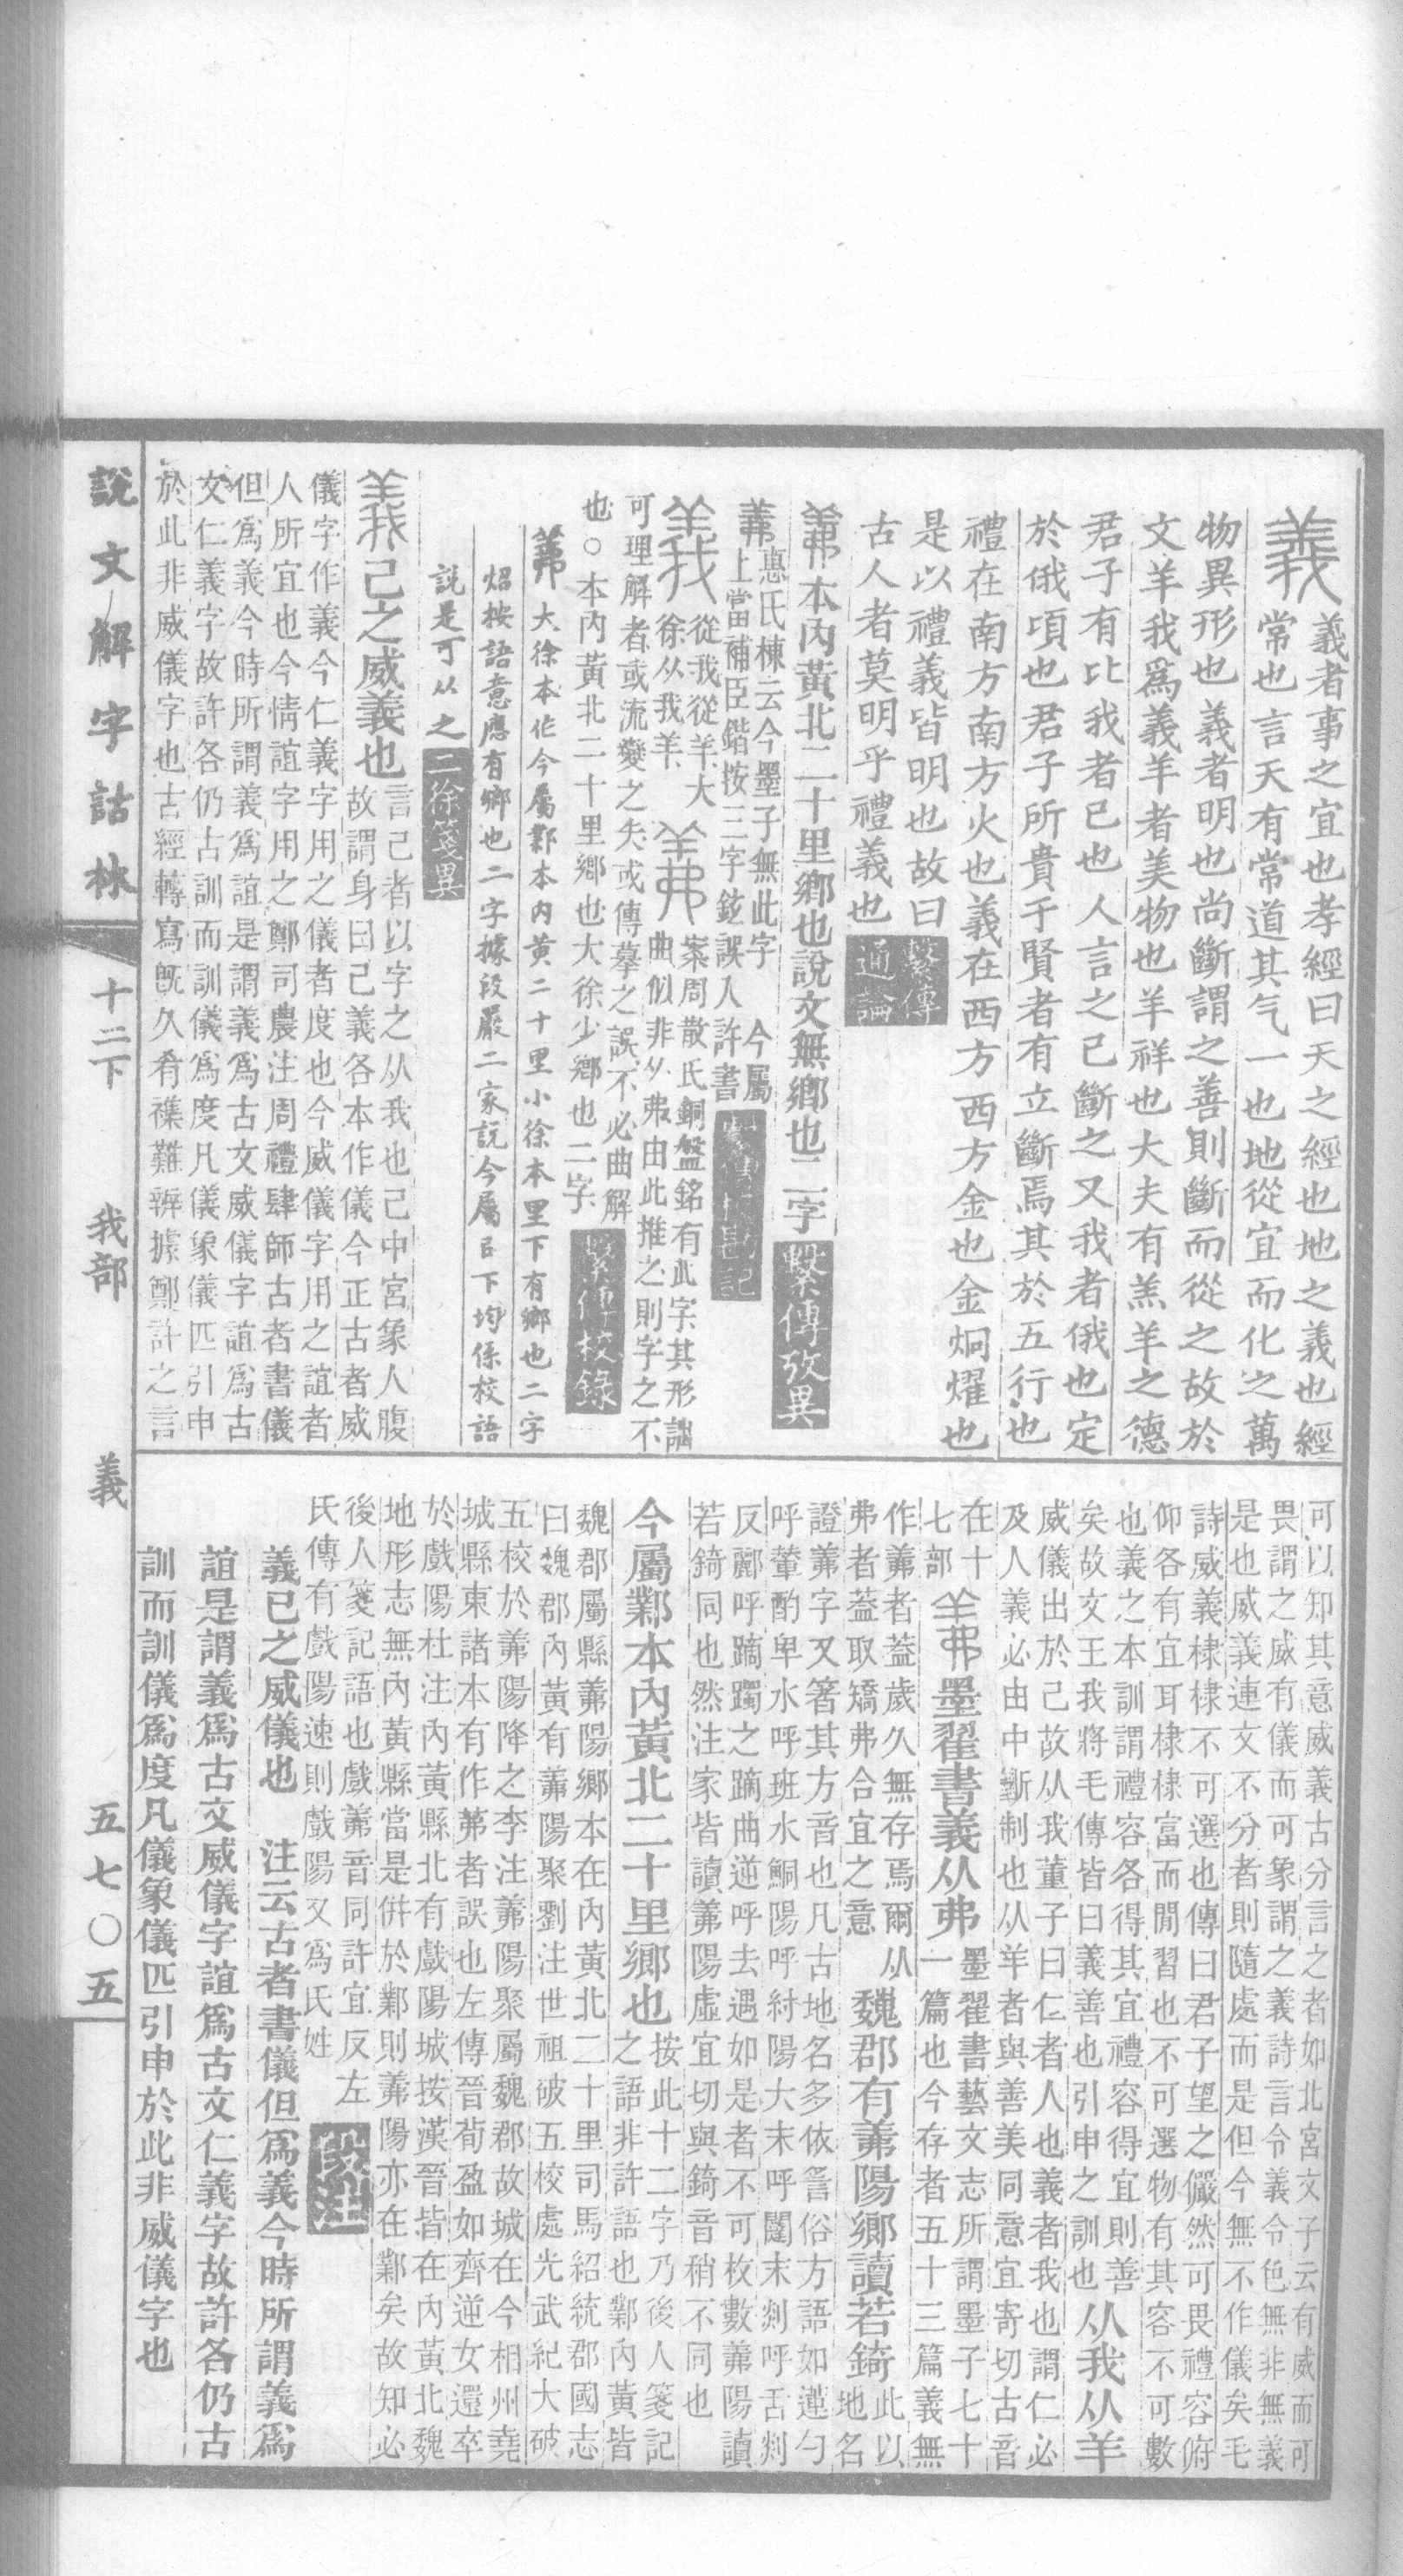 義 義者事之宜也孝經曰天之經也地之義也經
常也言天有常道其气一也地從宜而化之萬
物異形也義者明也尚斷謂之善則斷而從之故於
文羊我爲義羊者美物也羊祥也大夫有羔羊之德
君子有比我者已也人言之己斷之又我者俄也定
於俄頃也君子所貴于賢者有立斷焉其於五行也
禮在南方南方火也義在西方西方金也金炯燿也
是以禮義皆明也故曰
古人者莫明乎禮義也 繫傳通論
羛 本內黃北二十里鄉也說文無鄉也二字 繫傳攷異
羛 惠氏棟云今墨子無此字 今屬
上當補臣鍇按三字鉉誤入 許書 繫傳校勘記
義 從我從羊大
徐从我羊 羛 案周散氏銅盤銘有此字其形詘
曲似非从弗由此推之則字之不
可理解者或流變之失或傳摹之誤不必曲解
也○本內黃北二十里鄉也大徐少鄉也二字 繫傳校錄
羛 大徐本作今屬鄴本內黃二十里小徐本里下有鄉也二字
炤按語意應有鄉也二字據段嚴二家說今屬已下均係校語
說是可从之 二徐箋異
義 己之威義也 言己者以字之从我也己中宮象人腹
故謂身曰己義各本作儀今正古者威
儀字作義今仁義字用之儀者度也今威儀字用之誼者
人所宜也今情誼字用之鄭司農注周禮肆師古者書儀
但爲義今時所謂義爲誼是謂義爲古文威儀字誼爲古
文仁義字故許各仍古訓而訓儀爲度凡儀象儀匹引申
於此非威儀字也古經轉寫旣久肴襍難辨據鄭許之言
可以知其意威義古分言之者如北宮文子云有威而可
畏謂之威有儀而可象謂之義詩言令義令色無非無義
是也威義連文不分者則隨處而是但今無不作儀矣毛
詩威義棣棣不可選也傳曰君子望之儼然可畏禮容俯
仰各有宜耳棣棣富而閒習也不可選物有其容不可數
也義之本訓謂禮容各得其宜禮容得宜則善
矣故文王我將毛傳皆曰義善也引申之訓也 从我从羊
威儀出於己故从我董子曰仁者人也義者我也謂仁必
及人義必由中斷制也从羊者與善美同意宜寄切古音
在十
七部 羛 墨翟書義从弗 墨翟書藝文志所謂墨子七十
一篇也今存者五十三篇義無
作羛者蓋歲久無存焉爾从
弗者蓋取矯弗合宜之意 魏郡有羛陽鄉讀若錡 此以
地名
證羛字又箸其方音也凡古地名多依𧥮俗方語如蓮勺
呼輦酌卑水呼班水鮦陽呼紂陽大末呼闥末剡呼舌剡
反酈呼蹢躅之蹢曲逆呼去遇如是者不可枚數羛陽讀
若錡同也然注家皆讀羛陽虛宜切與錡音稍不同也
今屬鄴本內黃北二十里鄉也 按此十二字乃後人箋記
之語非許語也鄴內黃皆
魏郡屬縣羛陽鄉本在內黃北二十里司馬紹統郡國志
曰魏郡內黃有羛陽聚劉注世祖破五校處光武紀大破
五校於羛陽降之李注羛陽聚屬魏郡故城在今相州堯
城縣東諸本有作茀者誤也左傳晉荀盈如齊逆女還卒
於戲陽杜注內黃縣北有戲陽城按漢晉皆在內黃北魏
地形志無內黃縣當是併於鄴則羛陽亦在鄴矣故知必
後人箋記語也戲羛音同許宜反左
氏傳有戲陽速則戲陽又爲氏姓 段注
義己之威儀也 注云古者書儀但爲義今時所謂義爲
誼是謂義爲古文威儀字誼爲古文仁義字故許各仍古
訓而訓儀爲度凡儀象儀匹引申於此非威儀字也
說文解字詁林 十二下 我部 義 五七〇五